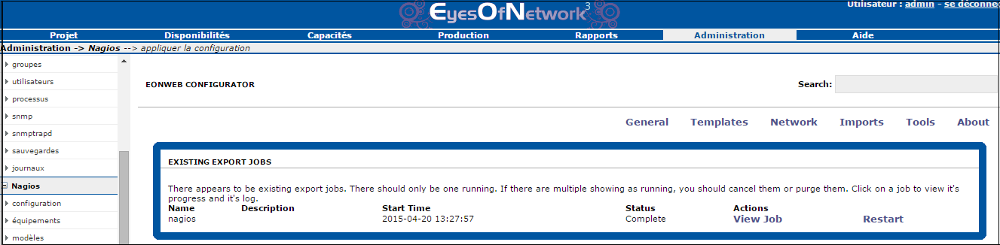 Utilisateur : admin - se déconne
EyesOfNetwork 3
Projet Disponibilités Capacités Production Rapports Administration Aide
Administration -> Nagios --> appliquer la configuration
groupes
utilisateurs
processus
snmp
snmptrapd
sauvegardes
journaux
Nagios
configuration
équipements
modèles
EONWEB CONFIGURATOR
Search:
General Templates Network Imports Tools About
EXISTING EXPORT JOBS
There appears to be existing export jobs. There should only be one running. If there are multiple showing as running, you should cancel them or purge them. Click on a job to view it's
progress and it's log.
Name Description Start Time Status Actions
nagios 2015-04-20 13:27:57 Complete View Job Restart